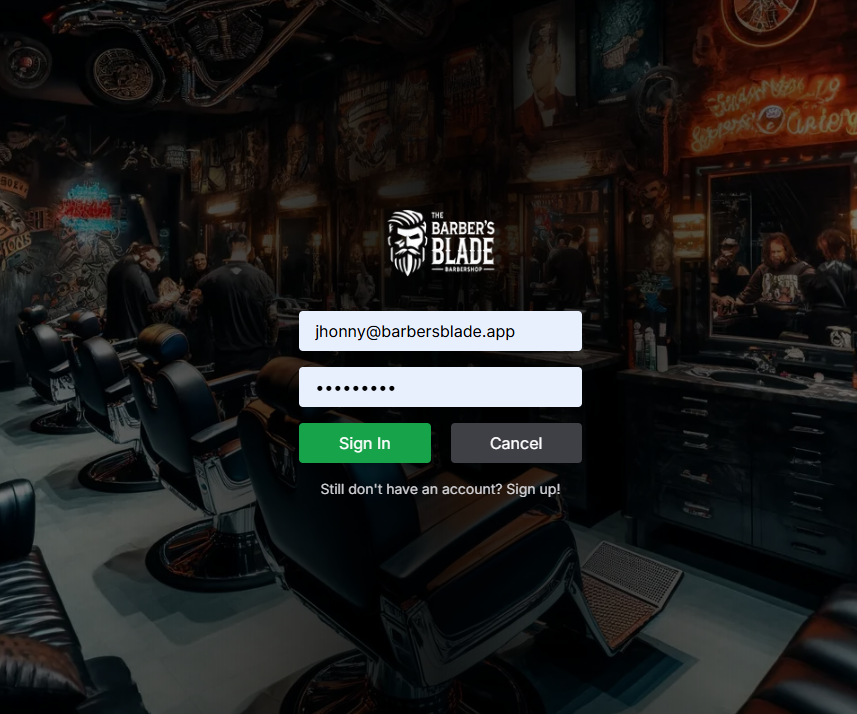 THE
BARBER'S
BLADE
BARBERSHOP
jhonny@barbersblade.app
•••••••••
Sign In
Cancel
Still don't have an account? Sign up!